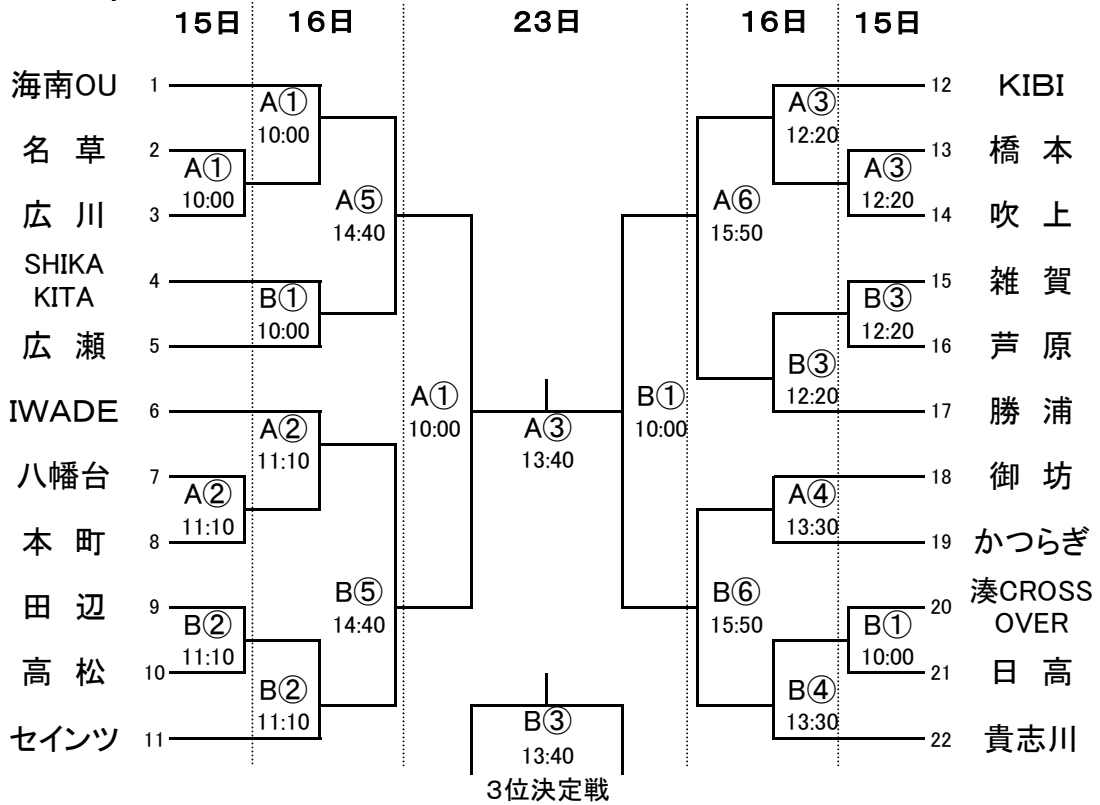 15日 16日 23日 16日 15日
海南OU 1
A① 10:00
名 草 2
A① 10:00
広 川 3
A⑤ 14:40
SHIKA
KITA 4
B① 10:00
広 瀬 5
IWADE 6
A② 11:10
八幡台 7
A② 11:10
本 町 8
B⑤ 14:40
田 辺 9
B② 11:10
高 松 10
B② 11:10
セインツ 11
A① 10:00
A③ 13:40
B① 10:00
B③ 13:40
3位決定戦
12 KIBI
A③ 12:20
13 橋 本
A③ 12:20
14 吹 上
A⑥ 15:50
15 雑 賀
B③ 12:20
16 芦 原
B③ 12:20
17 勝 浦
18 御 坊
A④ 13:30
19 かつらぎ
B⑥ 15:50
20 湊CROSS
OVER
B① 10:00
21 日 高
B④ 13:30
22 貴志川